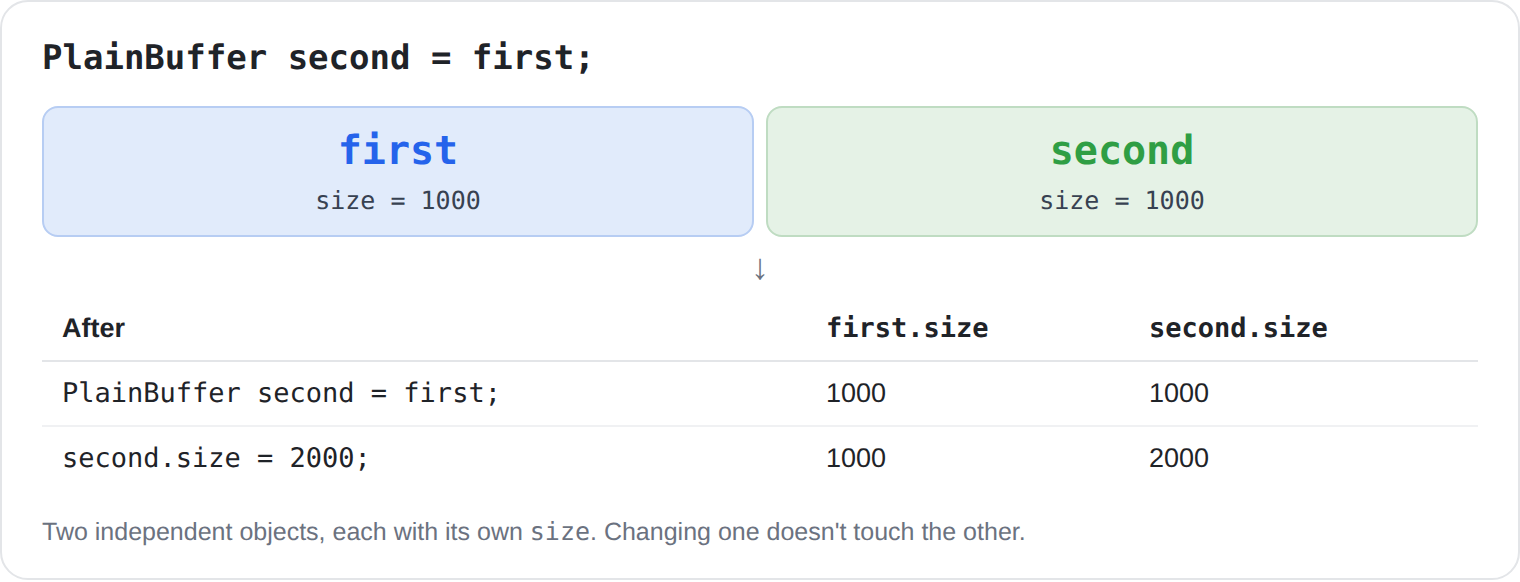 PlainBuffer second = first;
first
second
size = 1000
size = 1000
↓
After first.size second.size
PlainBuffer second = first; 1000 1000
second.size = 2000; 1000 2000
Two independent objects, each with its own size. Changing one doesn't touch the other.